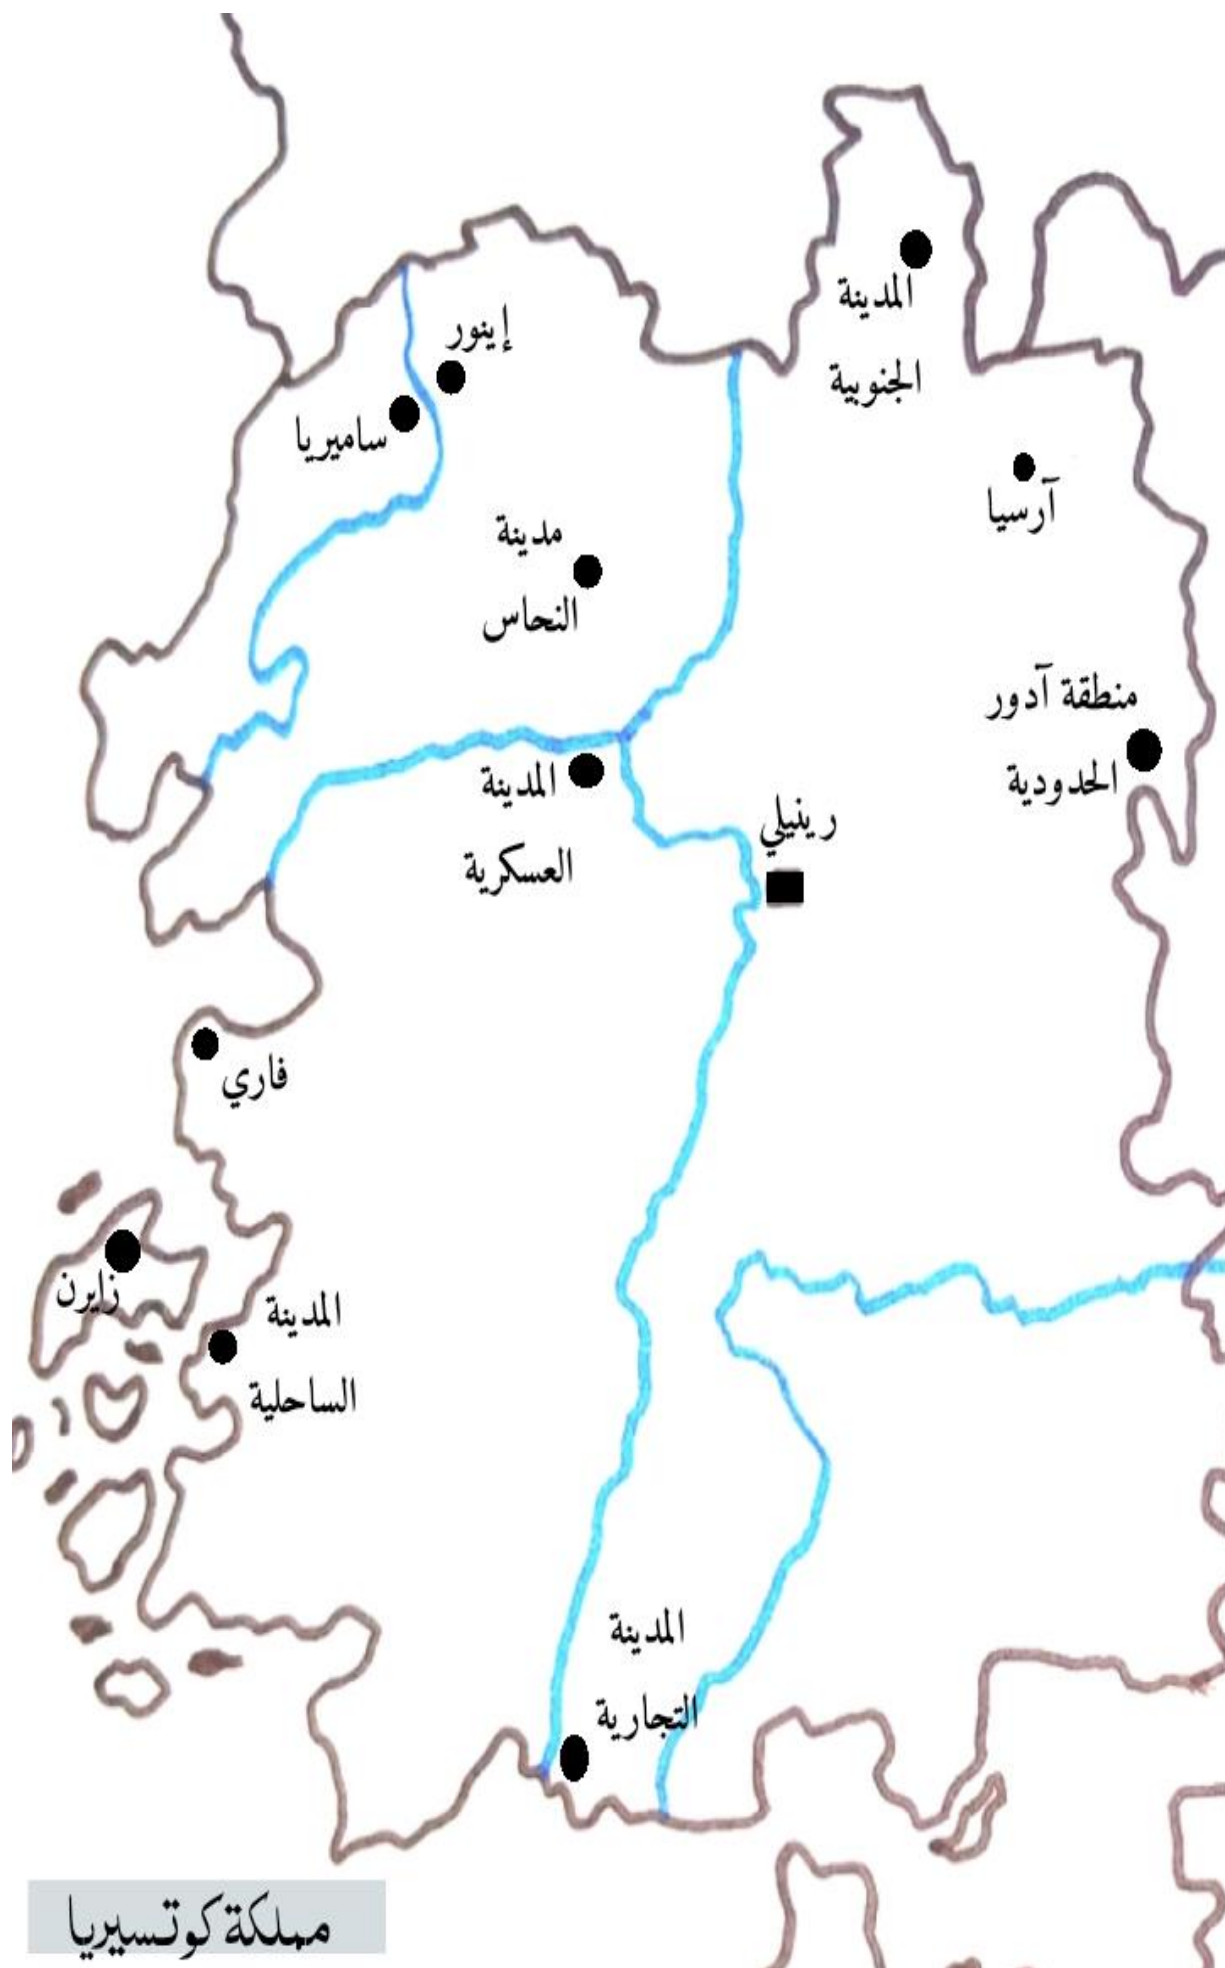 المدينة
الجنوبية
إينور
ساميريا
آرسيا
مدينة
النحاس
منطقة آدور
الحدودية
المدينة
العسكرية
رينيلي
فاري
زايرن
المدينة
الساحلية
المدينة
التجارية
مملكة كوتسيريا